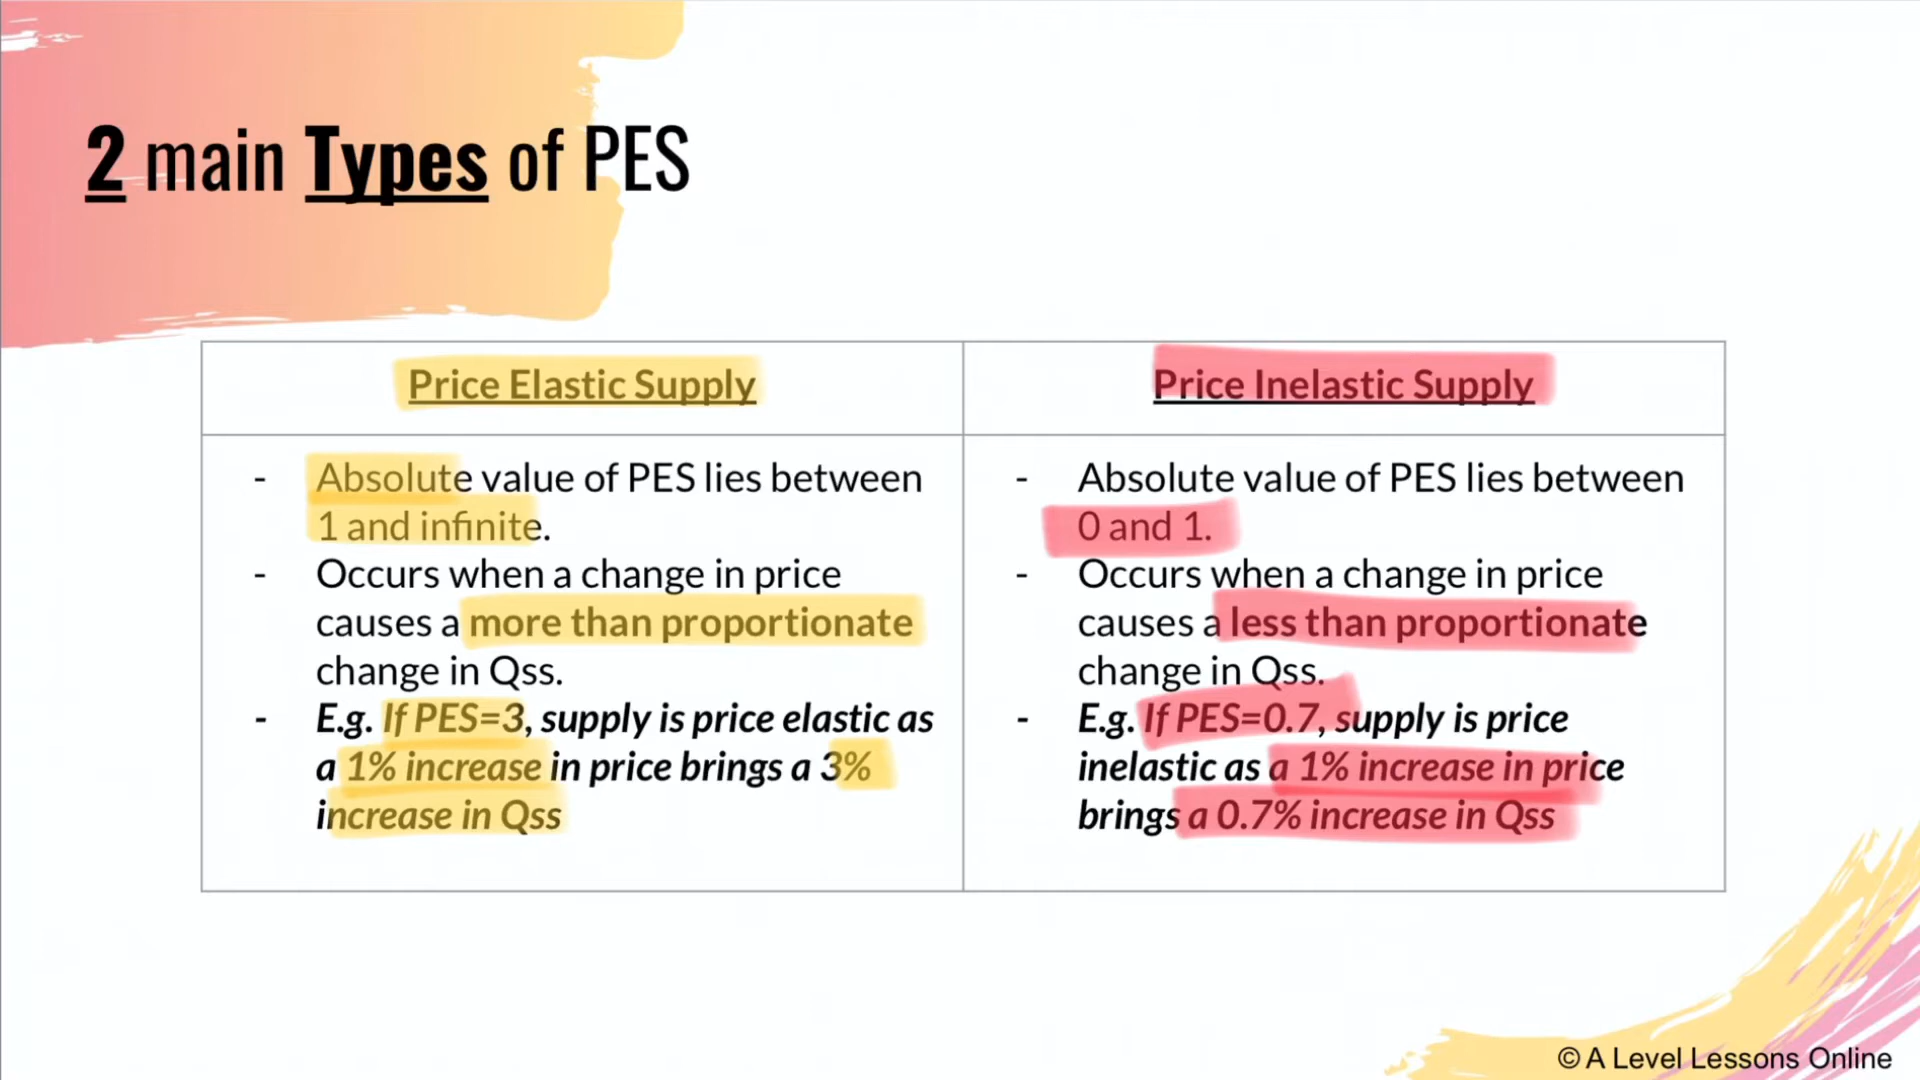 2 main Types of PES
Price Elastic Supply
- Absolute value of PES lies between
1 and infinite.
- Occurs when a change in price
causes a more than proportionate
change in Qss.
- E.g. If PES=3, supply is price elastic as
a 1% increase in price brings a 3%
increase in Qss
Price Inelastic Supply
- Absolute value of PES lies between
0 and 1.
- Occurs when a change in price
causes a less than proportionate
change in Qss.
- E.g. If PES=0.7, supply is price
inelastic as a 1% increase in price
brings a 0.7% increase in Qss
© A Level Lessons Online